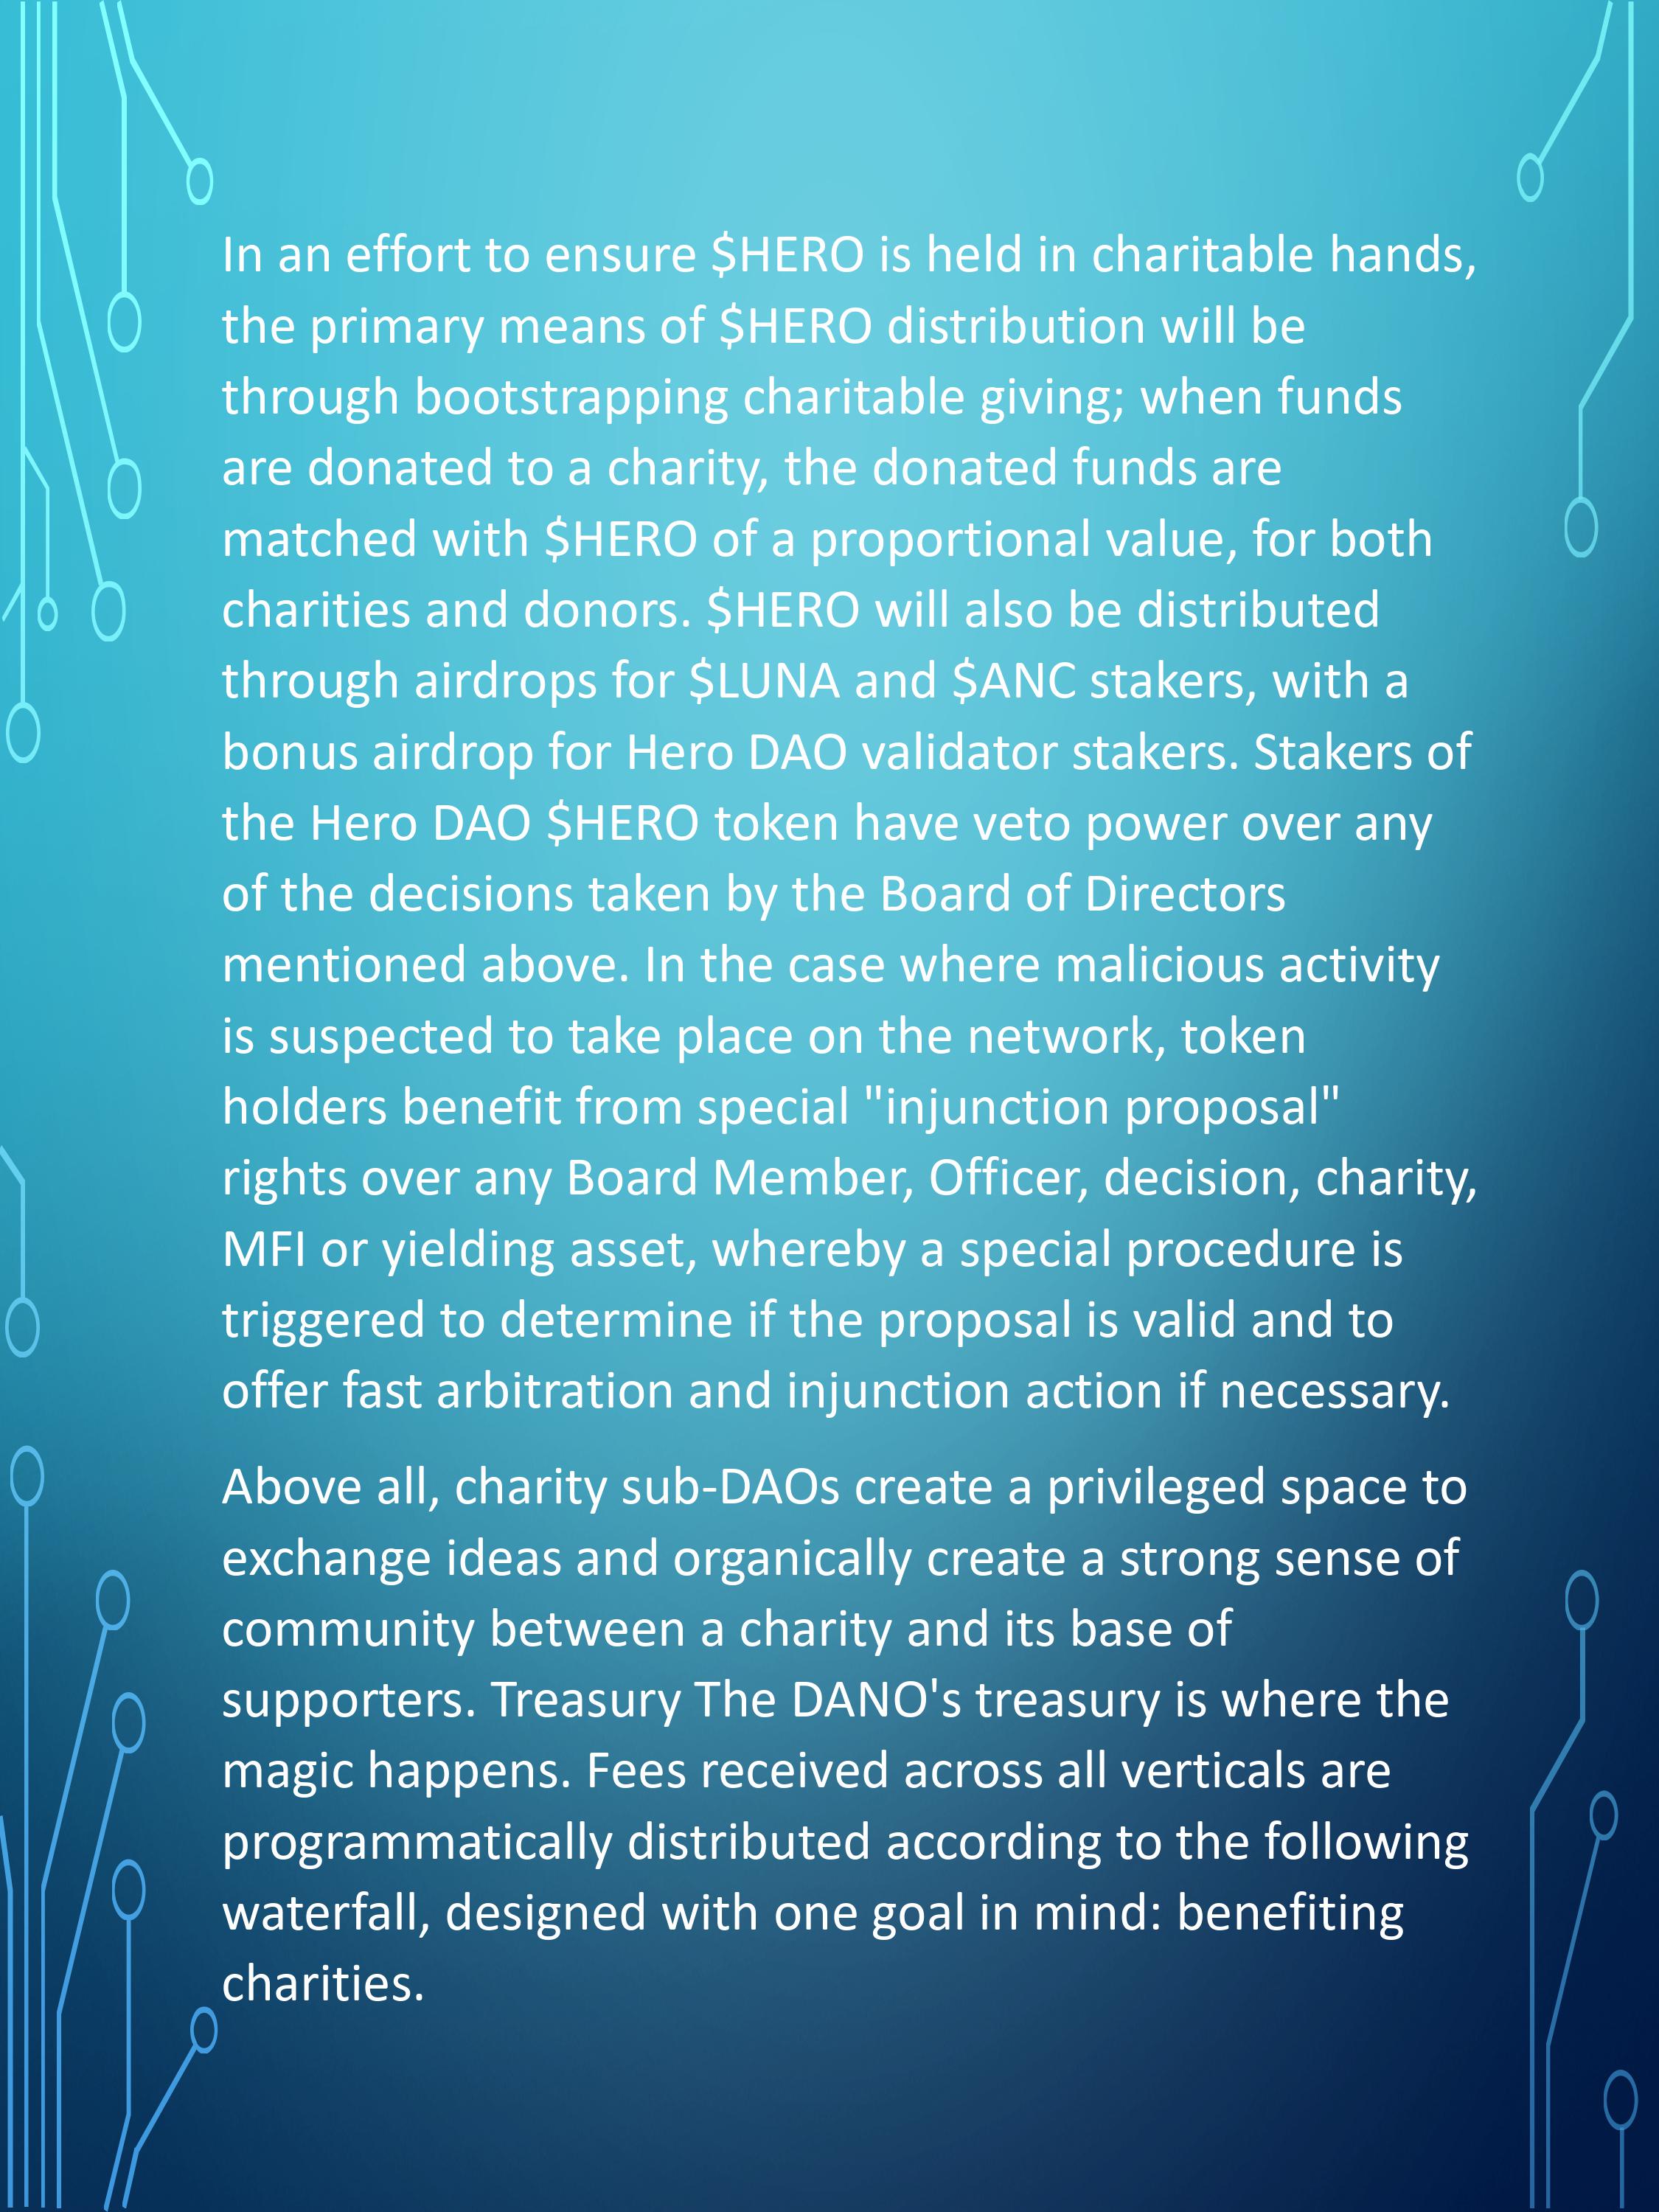 In an effort to ensure $HERO is held in charitable hands,
the primary means of $HERO distribution will be
through bootstrapping charitable giving; when funds
are donated to a charity, the donated funds are
matched with $HERO of a proportional value, for both
charities and donors. $HERO will also be distributed
through airdrops for $LUNA and $ANC stakers, with a
bonus airdrop for Hero DAO validator stakers. Stakers of
the Hero DAO $HERO token have veto power over any
of the decisions taken by the Board of Directors
mentioned above. In the case where malicious activity
is suspected to take place on the network, token
holders benefit from special "injunction proposal"
rights over any Board Member, Officer, decision, charity,
MFI or yielding asset, whereby a special procedure is
triggered to determine if the proposal is valid and to
offer fast arbitration and injunction action if necessary.
Above all, charity sub-DAOs create a privileged space to
exchange ideas and organically create a strong sense of
community between a charity and its base of
supporters. Treasury The DANO's treasury is where the
magic happens. Fees received across all verticals are
programmatically distributed according to the following
waterfall, designed with one goal in mind: benefiting
charities.